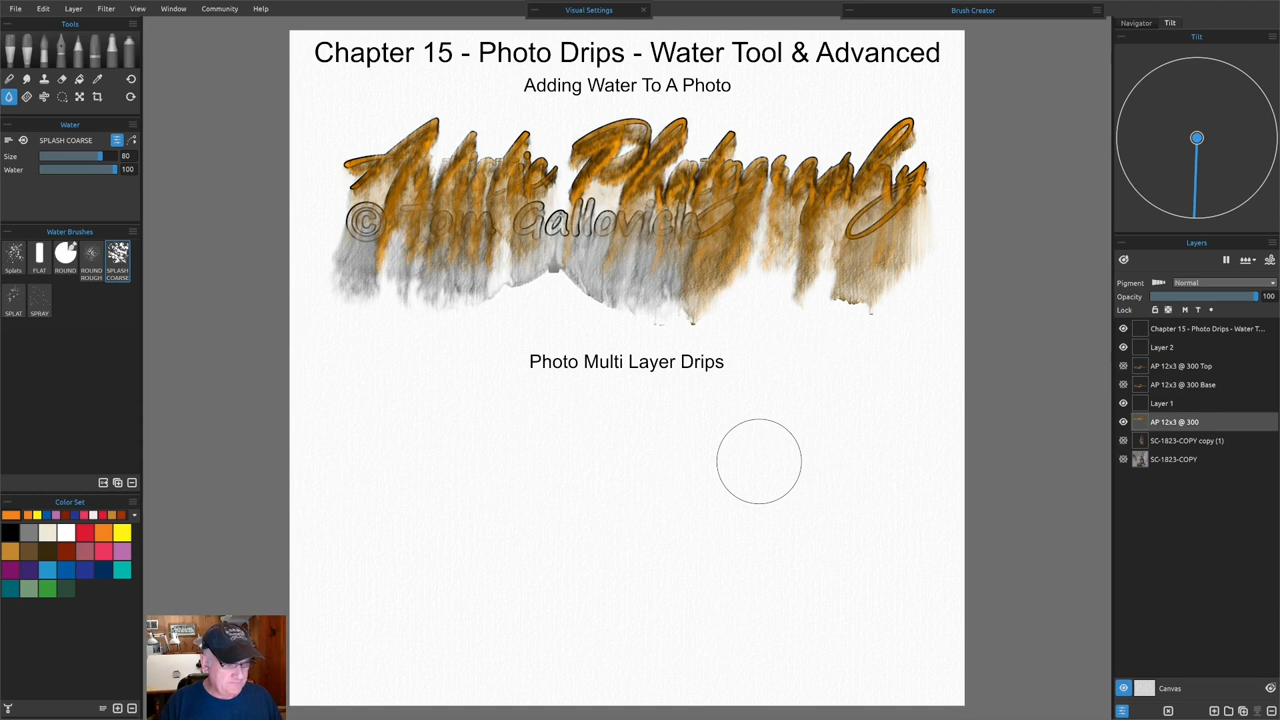 File Edit Layer Filter View Window Community Help
Visual Settings
Brush Creator
Tools
Navigator Tilt
Tilt
Chapter 15 - Photo Drips - Water Tool & Advanced
Adding Water To A Photo
Artistic Photography
© Tom Gallovich
Photo Multi Layer Drips
Water
SPLASH COARSE
Size 80
Water 100
Water Brushes
Splats FLAT ROUND ROUND ROUGH SPLASH COARSE
SPLAT SPRAY
Color Set
Layers
Pigment Normal
Opacity 100
Lock M T
Chapter 15 - Photo Drips - Water T...
Layer 2
AP 12x3 @ 300 Top
AP 12x3 @ 300 Base
Layer 1
AP 12x3 @ 300
SC-1823-COPY copy (1)
SC-1823-COPY
Canvas